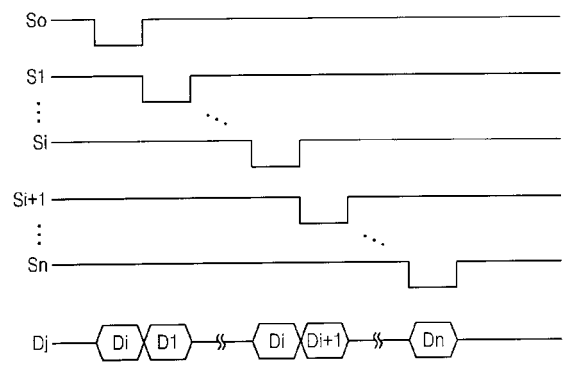 So
S1
Si
Si+1
Sn
Dj Di D1 Di Di+1 Dn